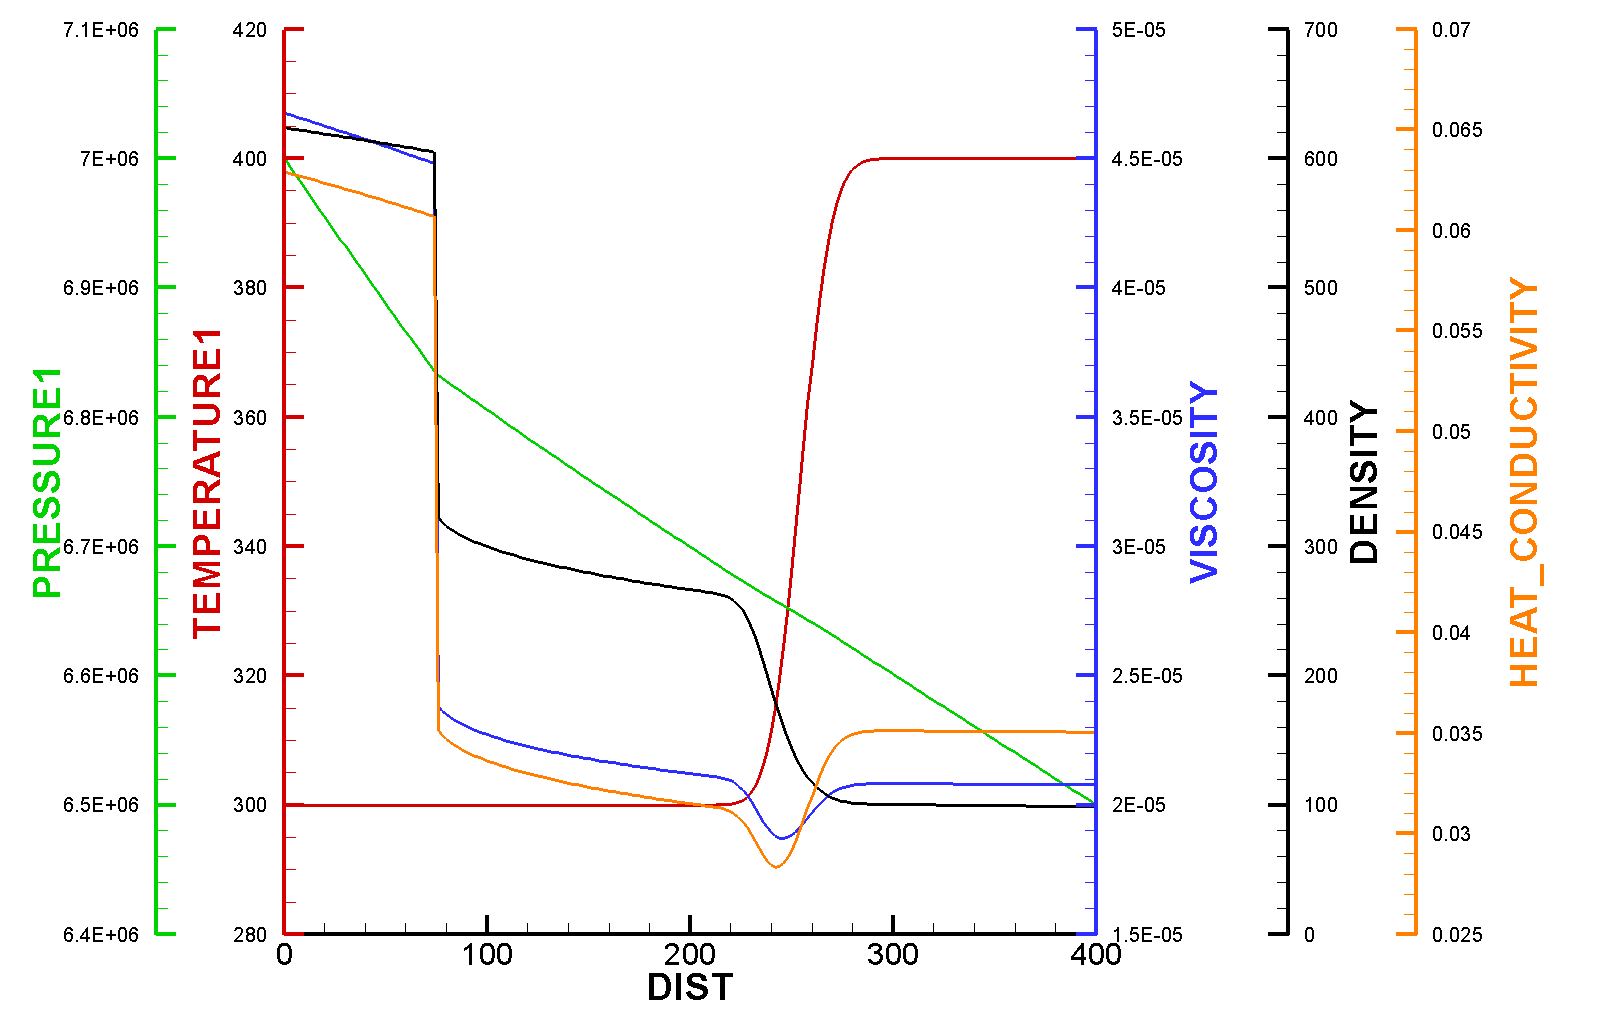 PRESSURE1
7.1E+06
7E+06
6.9E+06
6.8E+06
6.7E+06
6.6E+06
6.5E+06
6.4E+06
TEMPERATURE1
420
400
380
360
340
320
300
280
0
100
200
300
400
DIST
5E-05
4.5E-05
4E-05
3.5E-05
3E-05
2.5E-05
2E-05
1.5E-05
VISCOSITY
700
600
500
400
300
200
100
0
DENSITY
0.07
0.065
0.06
0.055
0.05
0.045
0.04
0.035
0.03
0.025
HEAT_CONDUCTIVITY